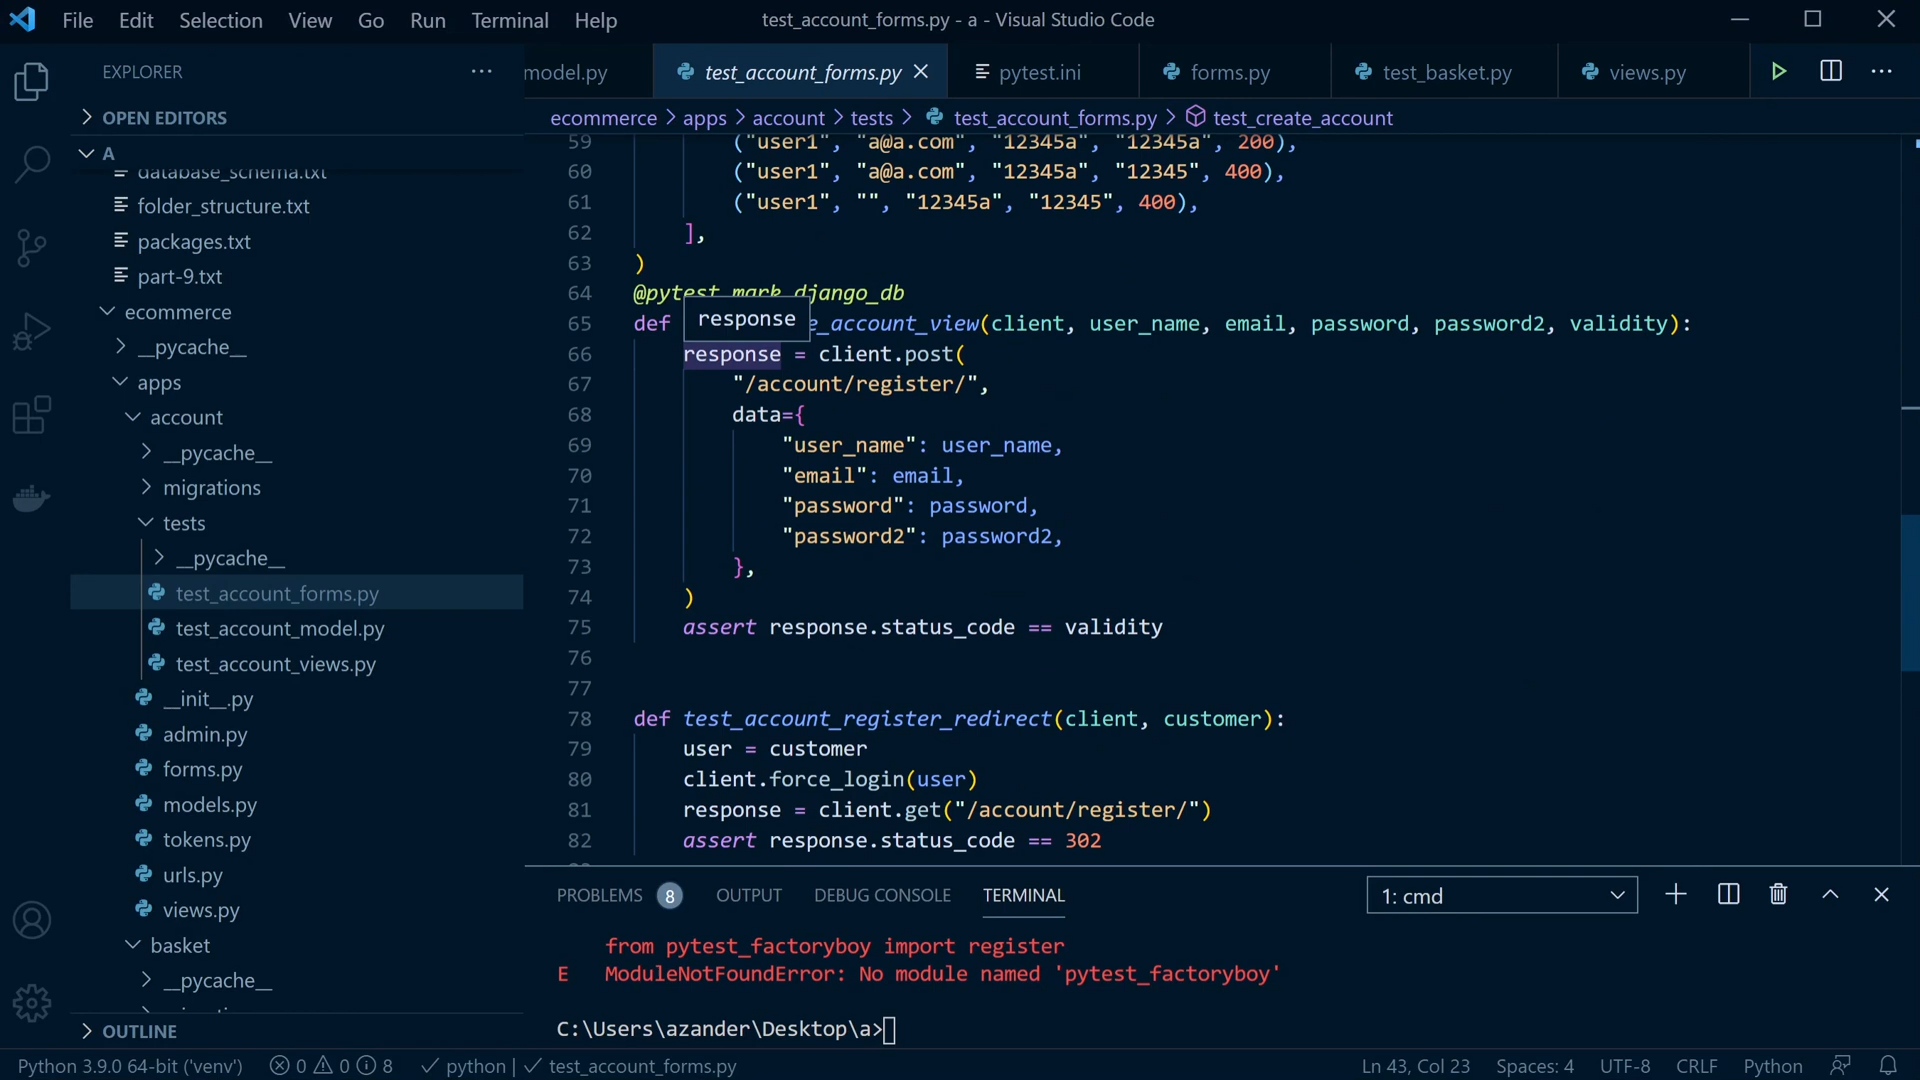 File Edit Selection View Go Run Terminal Help
test_account_forms.py - a - Visual Studio Code
EXPLORER
model.py
test_account_forms.py
pytest.ini
forms.py
test_basket.py
views.py
OPEN EDITORS
ecommerce > apps > account > tests > test_account_forms.py > test_create_account
A
database_schema.txt
folder_structure.txt
packages.txt
part-9.txt
ecommerce
__pycache__
apps
account
__pycache__
migrations
tests
__pycache__
test_account_forms.py
test_account_model.py
test_account_views.py
__init__.py
admin.py
forms.py
models.py
tokens.py
urls.py
views.py
basket
__pycache__
OUTLINE
59 ("user1", "a@a.com", "12345a", "12345a", 200),
60 ("user1", "a@a.com", "12345a", "12345", 400),
61 ("user1", "", "12345a", "12345", 400),
62 ],
63 )
64 @pytest.mark.django_db
response
65 def e_account_view(client, user_name, email, password, password2, validity):
66 response = client.post(
67 "/account/register/",
68 data={
69 "user_name": user_name,
70 "email": email,
71 "password": password,
72 "password2": password2,
73 },
74 )
75 assert response.status_code == validity
76
77
78 def test_account_register_redirect(client, customer):
79 user = customer
80 client.force_login(user)
81 response = client.get("/account/register/")
82 assert response.status_code == 302
PROBLEMS 8 OUTPUT DEBUG CONSOLE TERMINAL
1: cmd
from pytest_factoryboy import register
E ModuleNotFoundError: No module named 'pytest_factoryboy'
C:\Users\azander\Desktop\a>
Python 3.9.0 64-bit ('venv') 0 0 8 python | test_account_forms.py
Ln 43, Col 23 Spaces: 4 UTF-8 CRLF Python